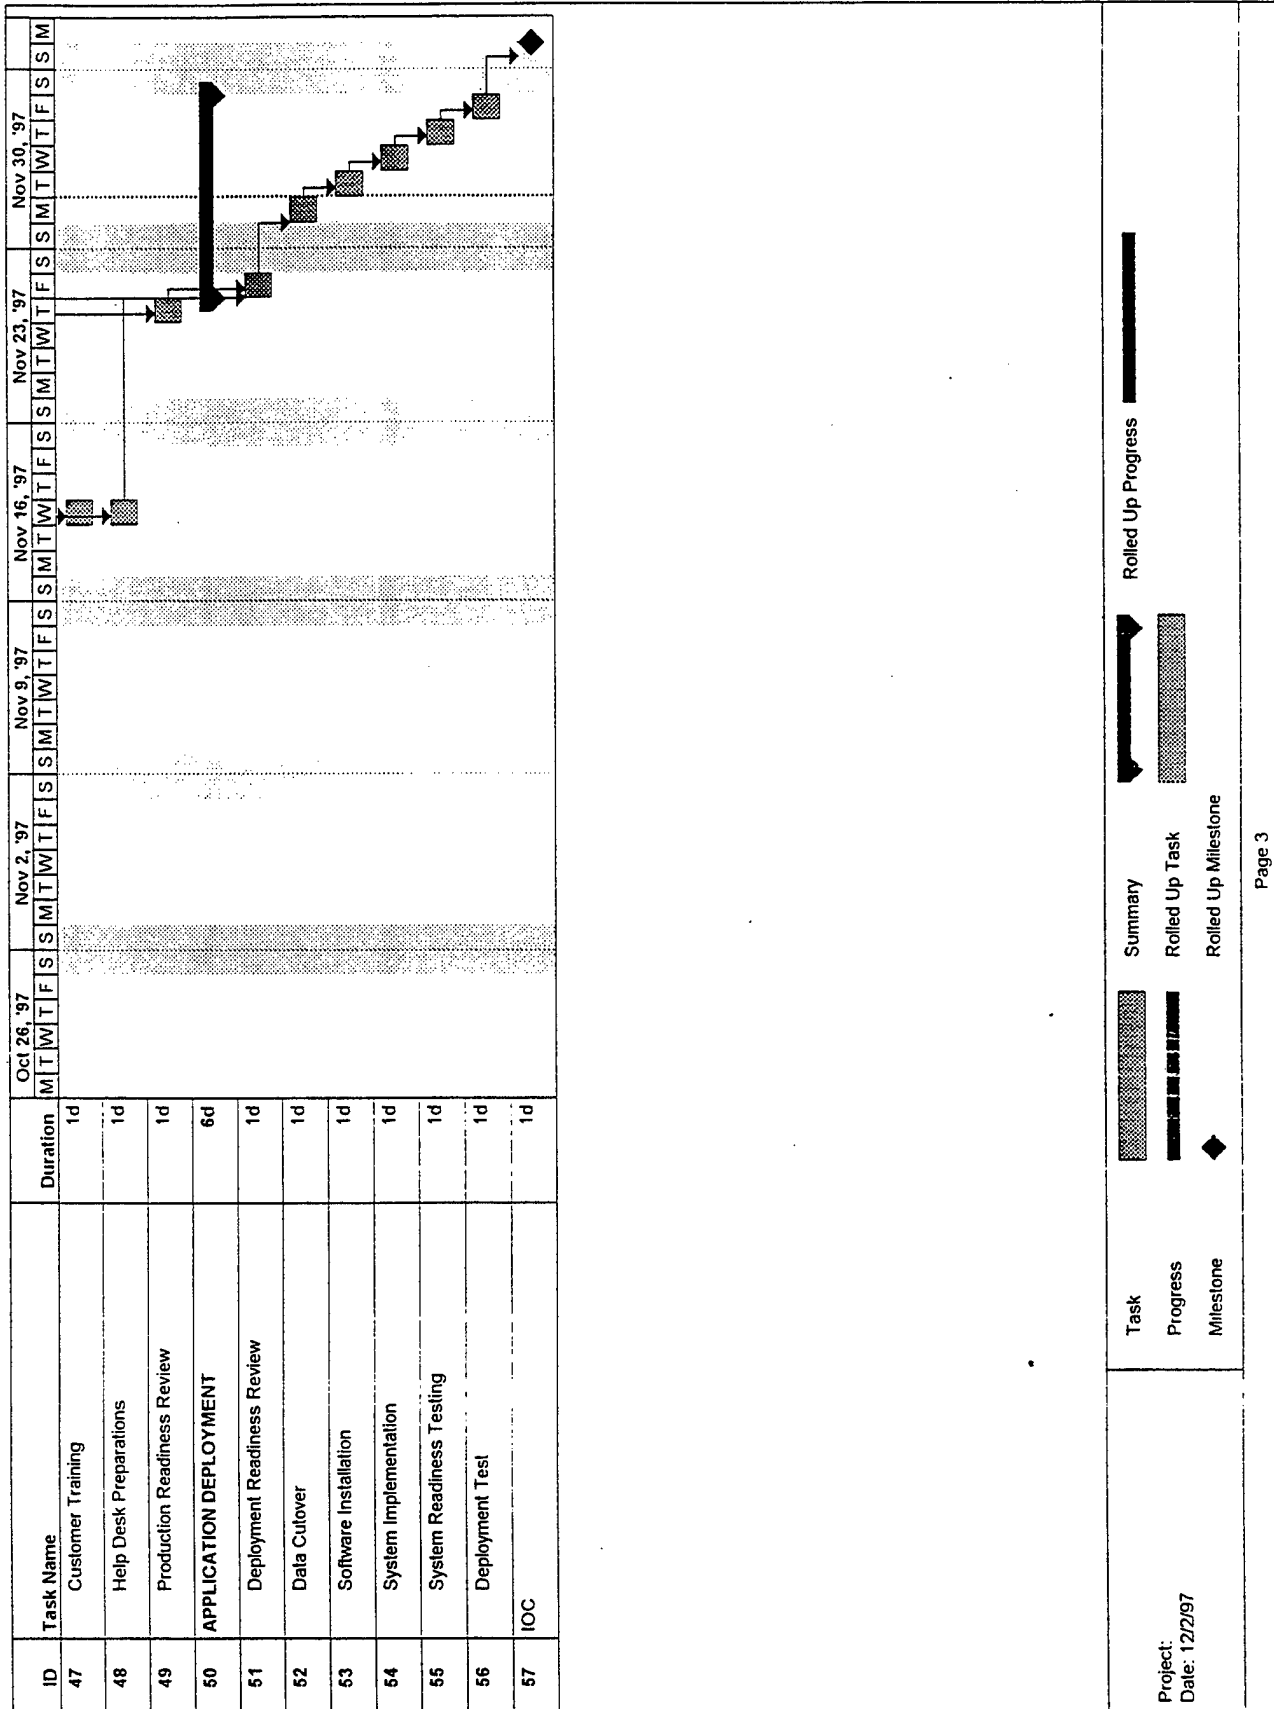 ID Task Name Duration Oct 26, '97 Nov 2, '97 Nov 9, '97 Nov 16, '97 Nov 23, '97 Nov 30, '97
M T W T F S S M T W T F S S M T W T F S S M T W T F S S M T W T F S S M T W T F S S M
47 Customer Training 1d
48 Help Desk Preparations 1d
49 Production Readiness Review 1d
50 APPLICATION DEPLOYMENT 6d
51 Deployment Readiness Review 1d
52 Data Cutover 1d
53 Software Installation 1d
54 System Implementation 1d
55 System Readiness Testing 1d
56 Deployment Test 1d
57 IOC 1d
Project:
Date: 12/2/97
Task Summary Rolled Up Progress
Progress Rolled Up Task
Milestone Rolled Up Milestone
Page 3